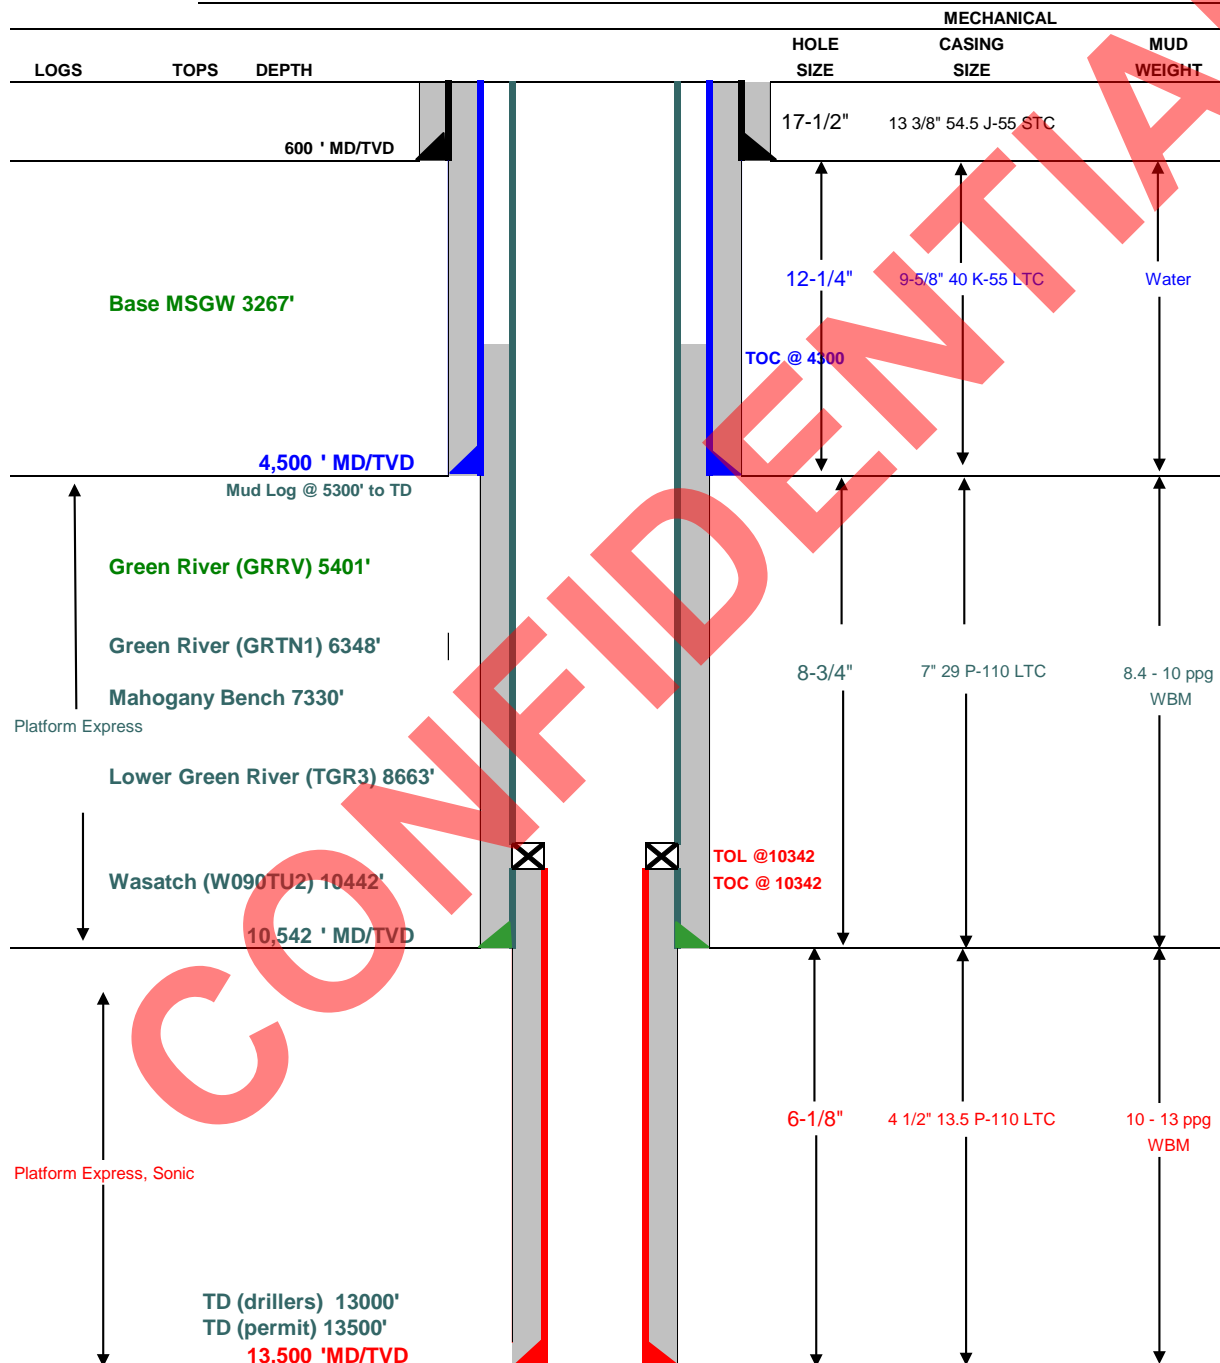 MECHANICAL
HOLE CASING MUD
LOGS TOPS DEPTH SIZE SIZE WEIGHT
17-1/2" 13 3/8" 54.5 J-55 STC
600 ' MD/TVD
12-1/4" 9-5/8" 40 K-55 LTC Water
Base MSGW 3267'
TOC @ 4300
4,500 ' MD/TVD
Mud Log @ 5300' to TD
Green River (GRRV) 5401'
Green River (GRTN1) 6348'
8-3/4" 7" 29 P-110 LTC 8.4 - 10 ppg
WBM
Mahogany Bench 7330'
Platform Express
Lower Green River (TGR3) 8663'
TOL @10342
TOC @ 10342
Wasatch (W090TU2) 10442'
10,542 ' MD/TVD
6-1/8" 4 1/2" 13.5 P-110 LTC 10 - 13 ppg
WBM
Platform Express, Sonic
TD (drillers) 13000'
TD (permit) 13500'
13,500 'MD/TVD
CONFIDENTIA